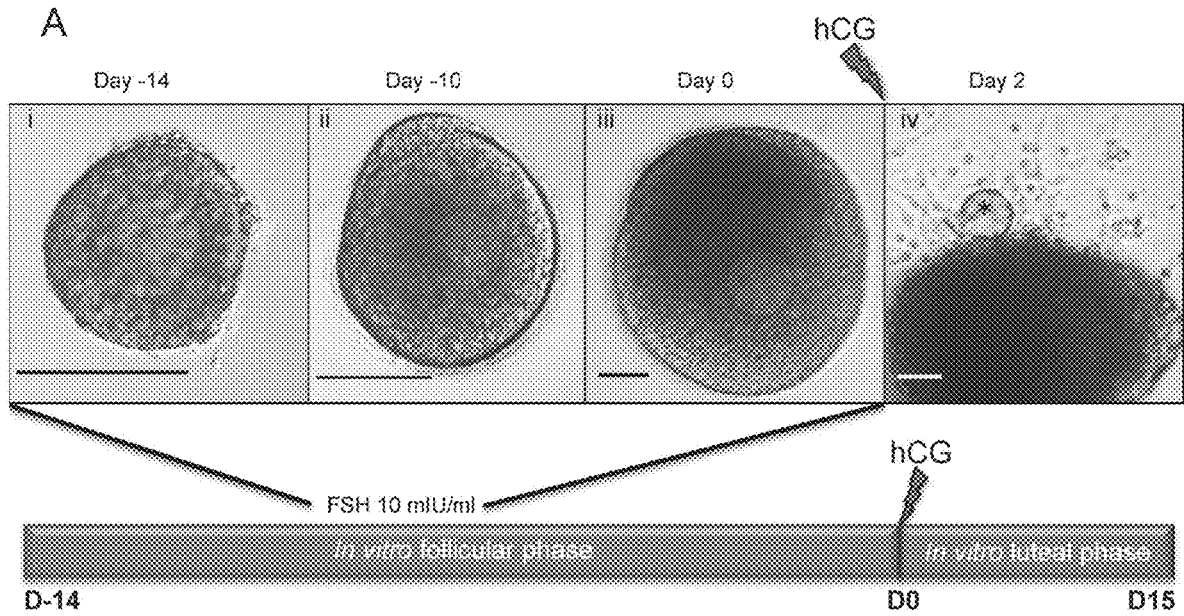 A
hCG
Day -14 Day -10 Day 0 Day 2
i ii iii iv
*
hCG
FSH 10 mIU/ml
In vitro follicular phase In vitro luteal phase
D-14 D0 D15